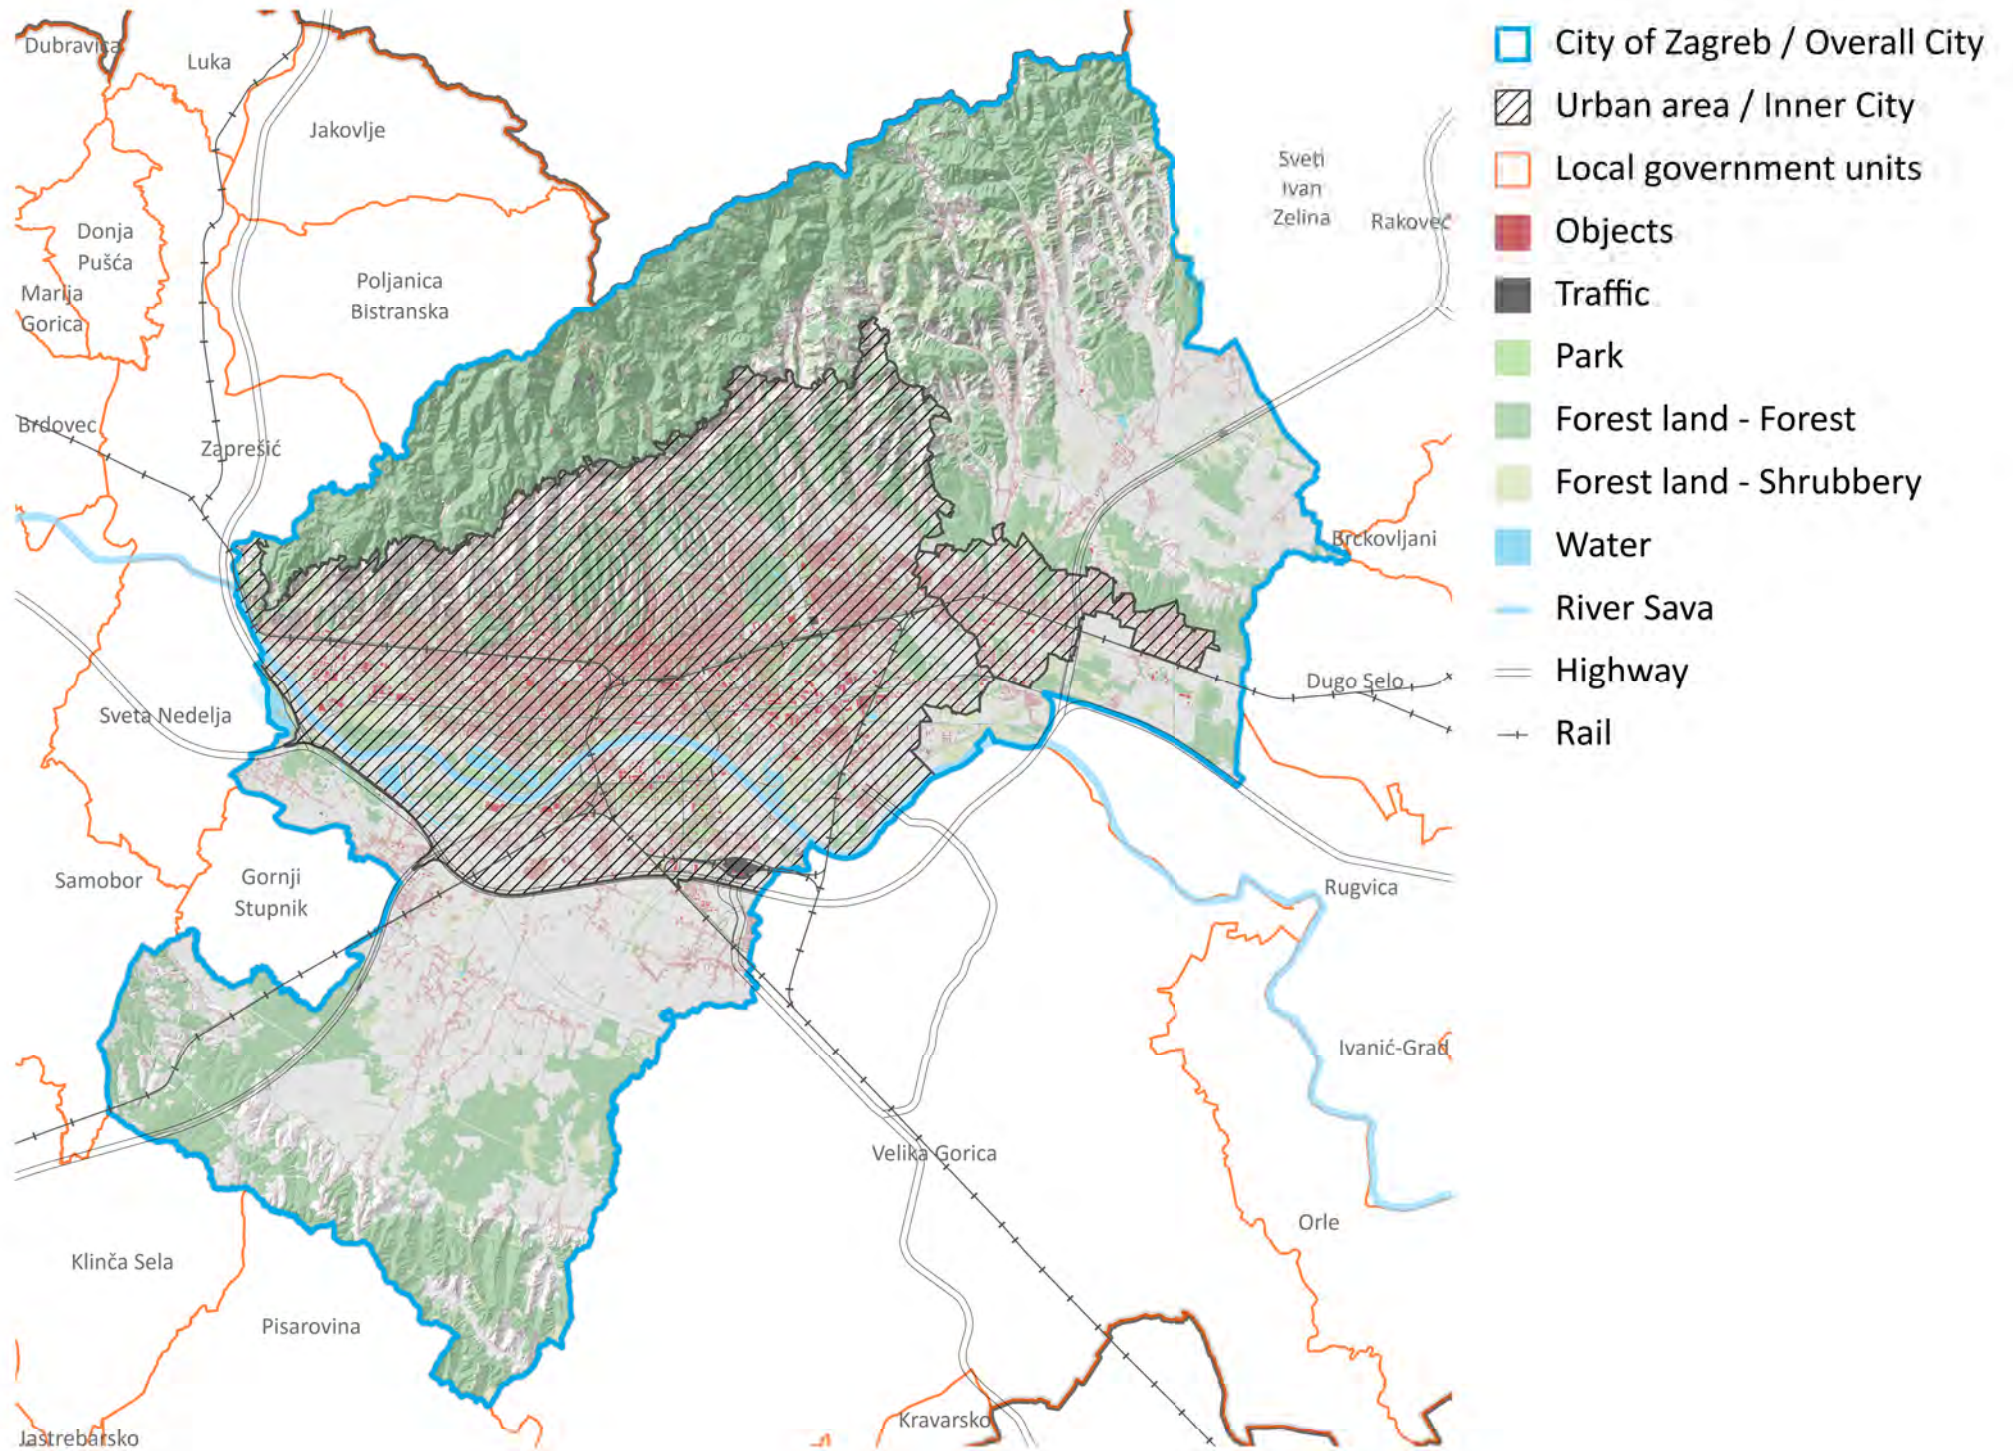 Dubravica
Luka
Jakovlje
Donja
Pušća
Marija
Gorica
Poljanica
Bistranska
Sveti
Ivan
Zelina
Rakovec
Brdovec
Zaprešić
Brckovljani
Sveta Nedelja
Dugo Selo
Samobor
Gornji
Stupnik
Rugvica
Ivanić-Grad
Velika Gorica
Orle
Klinča Sela
Pisarovina
Kravarsko
Jastrebarsko
City of Zagreb / Overall City
Urban area / Inner City
Local government units
Objects
Traffic
Park
Forest land - Forest
Forest land - Shrubbery
Water
River Sava
Highway
Rail